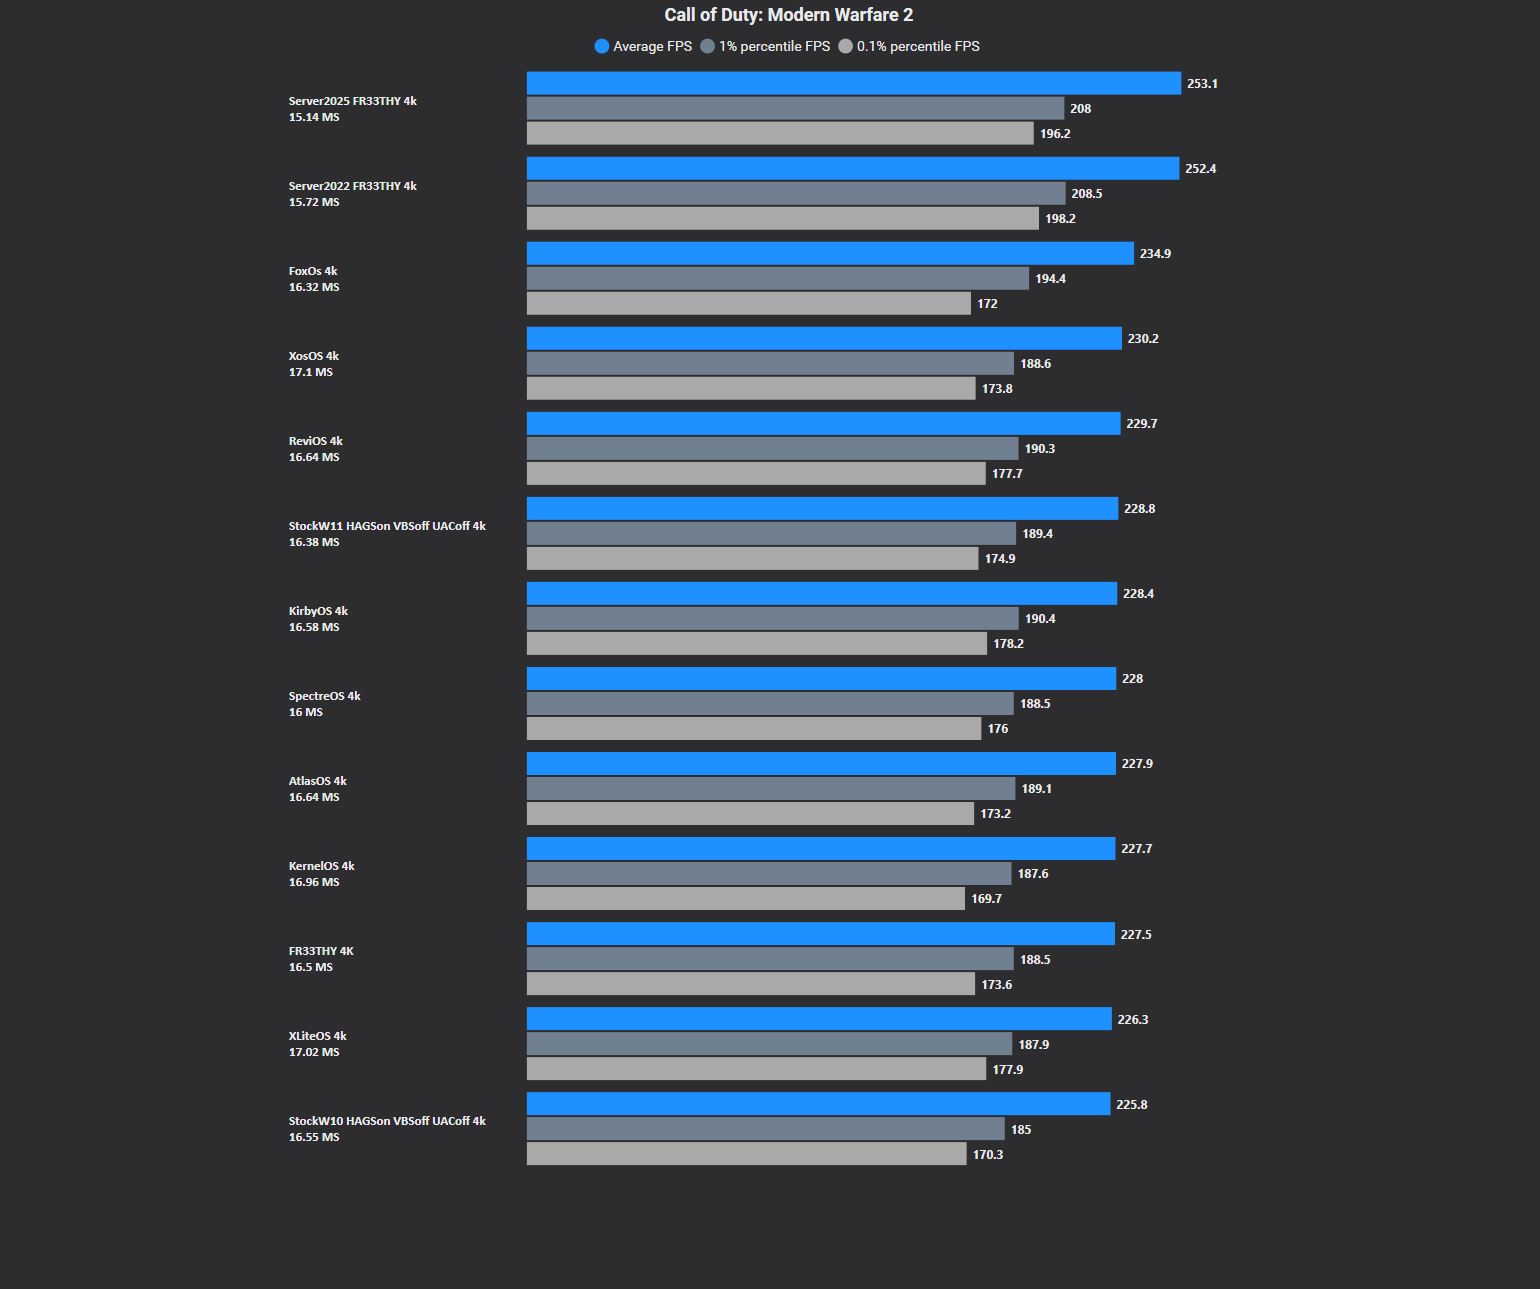 Call of Duty: Modern Warfare 2
Average FPS 1% percentile FPS 0.1% percentile FPS
Server2025 FR33THY 4k
15.14 MS
253.1
208
196.2
Server2022 FR33THY 4k
15.72 MS
252.4
208.5
198.2
FoxOs 4k
16.32 MS
234.9
194.4
172
XosOS 4k
17.1 MS
230.2
188.6
173.8
ReviOS 4k
16.64 MS
229.7
190.3
177.7
StockW11 HAGSon VBSoff UACoff 4k
16.38 MS
228.8
189.4
174.9
KirbyOS 4k
16.58 MS
228.4
190.4
178.2
SpectreOS 4k
16 MS
228
188.5
176
AtlasOS 4k
16.64 MS
227.9
189.1
173.2
KernelOS 4k
16.96 MS
227.7
187.6
169.7
FR33THY 4K
16.5 MS
227.5
188.5
173.6
XLiteOS 4k
17.02 MS
226.3
187.9
177.9
StockW10 HAGSon VBSoff UACoff 4k
16.55 MS
225.8
185
170.3